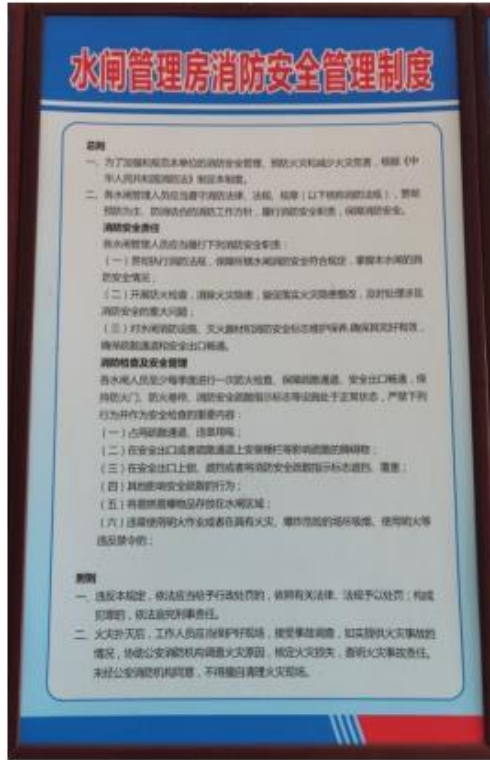 水闸管理房消防安全管理制度
总则
一、为了加强和规范本单位的消防安全管理，预防火灾和减少火灾危害，根据《中
华人民共和国消防法》制定本制度。
二、各水闸管理人员应当遵守消防法律、法规、规章（以下统称消防法规），贯彻
预防为主、防消结合的消防工作方针，履行消防安全职责，保障消防安全。
消防安全责任
各水闸管理人员应当履行下列消防安全职责：
（一）贯彻执行消防法规，保障所辖水闸消防安全符合规定，掌握本水闸的消
防安全情况；
（二）开展防火检查，消除火灾隐患，督促落实火灾隐患整改，及时处理涉及
消防安全的重大问题；
（三）对水闸消防设施、灭火器材和消防安全标志维护保养,确保其完好有效，
确保疏散通道和安全出口畅通。
消防检查及安全管理
各水闸人员至少每季度进行一次防火检查、保障疏散通道、安全出口畅通，保
持防火门、防火卷帘、消防安全疏散指示标志等设施处于正常状态，严禁下列
行为并作为安全检查的重要内容：
（一）占用疏散通道、违章用电；
（二）在安全出口或者疏散通道上安装栅栏等影响疏散的障碍物；
（三）在安全出口上锁、遮挡或者将消防安全疏散指示标志遮挡、覆盖；
（四）其他影响安全疏散的行为；
（五）将易燃易爆物品存放在水闸区域；
（六）违章使用明火作业或者在具有火灾、爆炸危险的场所吸烟、使用明火等
违反禁令的；
附则
一、违反本规定，依法应当给予行政处罚的，依照有关法律、法规予以处罚；构成
犯罪的，依法追究刑事责任。
二、火灾扑灭后，工作人员应当保护好现场，接受事故调查，如实提供火灾事故的
情况，协助公安消防机构调查火灾原因，核定火灾损失，查明火灾事故责任。
未经公安消防机构同意，不得擅自清理火灾现场。